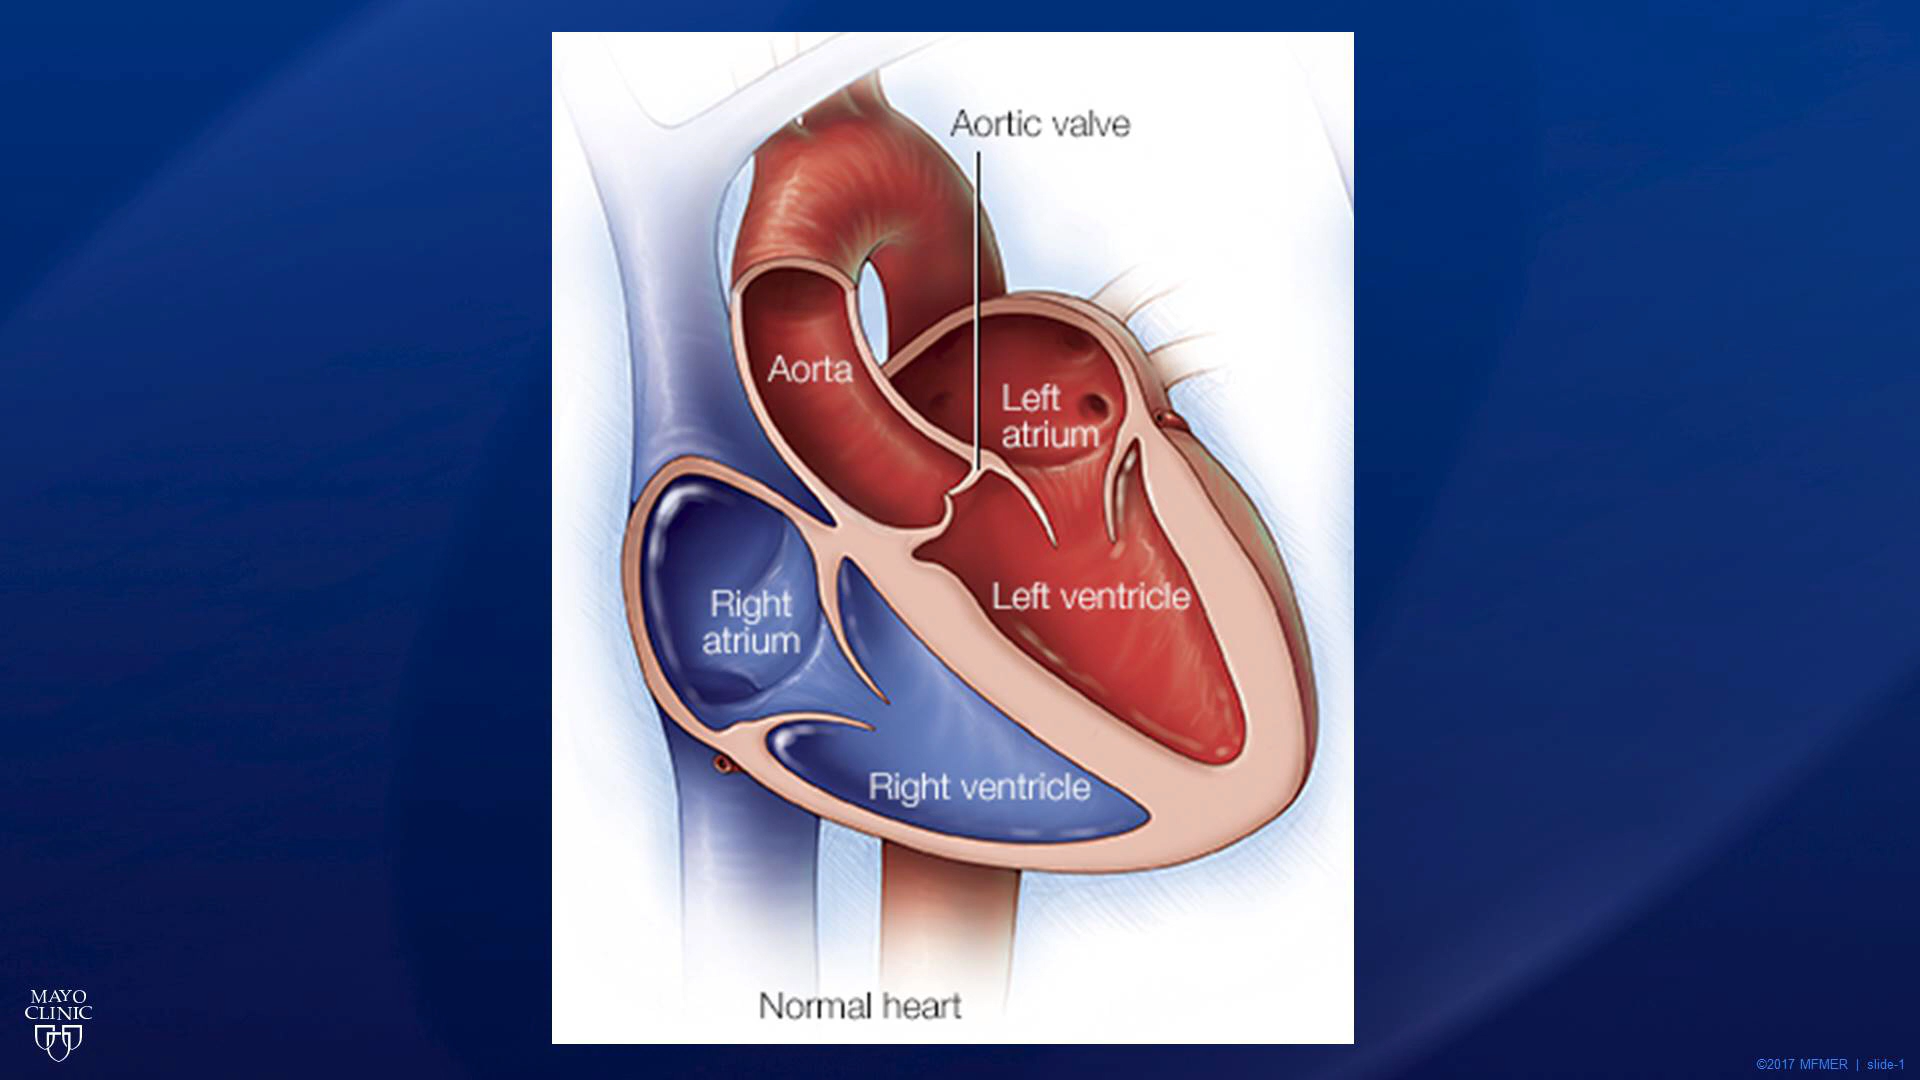 Aortic valve
Aorta
Left
atrium
Left ventricle
Right
atrium
Right ventricle
Normal heart
MAYO
CLINIC
©2017 MFMER | slide-1